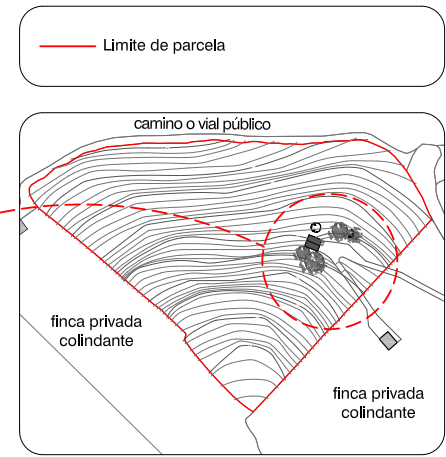 Limite de parcela
camino o vial público
finca privada
colindante
finca privada
colindante